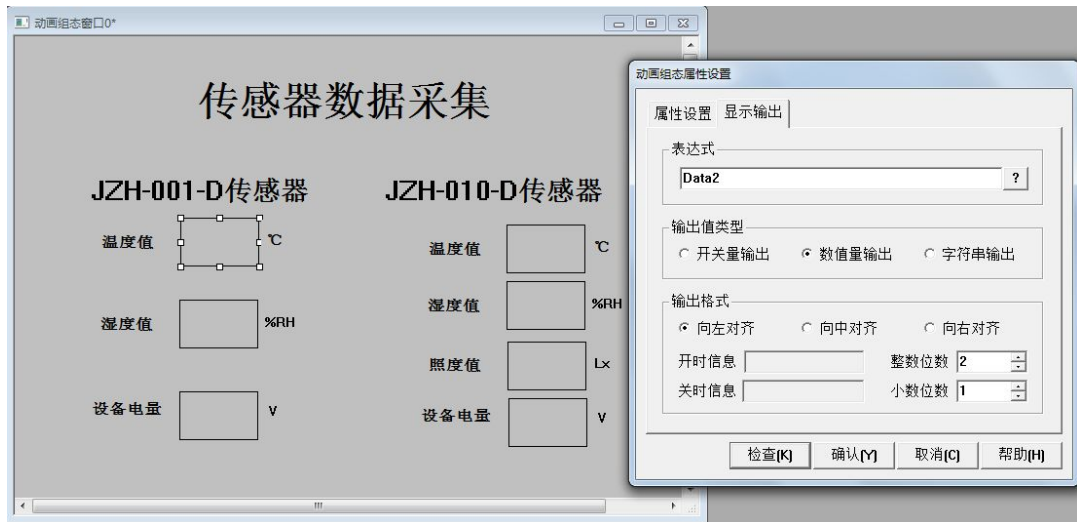 动画组态窗口0*
传感器数据采集
JZH-001-D传感器
温度值 ℃
湿度值 %RH
设备电量 V
JZH-010-D传感器
温度值 ℃
湿度值 %RH
照度值 Lx
设备电量 V
动画组态属性设置
属性设置 显示输出
表达式
Data2 ?
输出值类型
开关量输出 数值量输出 字符串输出
输出格式
向左对齐 向中对齐 向右对齐
开时信息 整数位数 2
关时信息 小数位数 1
检查(K) 确认(Y) 取消(C) 帮助(H)